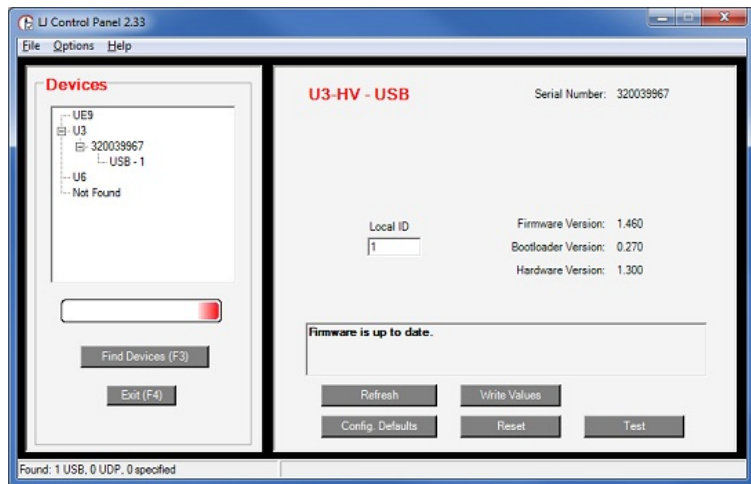 LJ Control Panel 2.33
File Options Help
Devices
UE9
U3
320039967
USB - 1
U6
Not Found
Find Devices (F3)
Exit (F4)
U3-HV - USB
Serial Number: 320039967
Local ID
1
Firmware Version: 1.460
Bootloader Version: 0.270
Hardware Version: 1.300
Firmware is up to date.
Refresh Write Values
Config. Defaults Reset Test
Found: 1 USB, 0 UDP, 0 specified